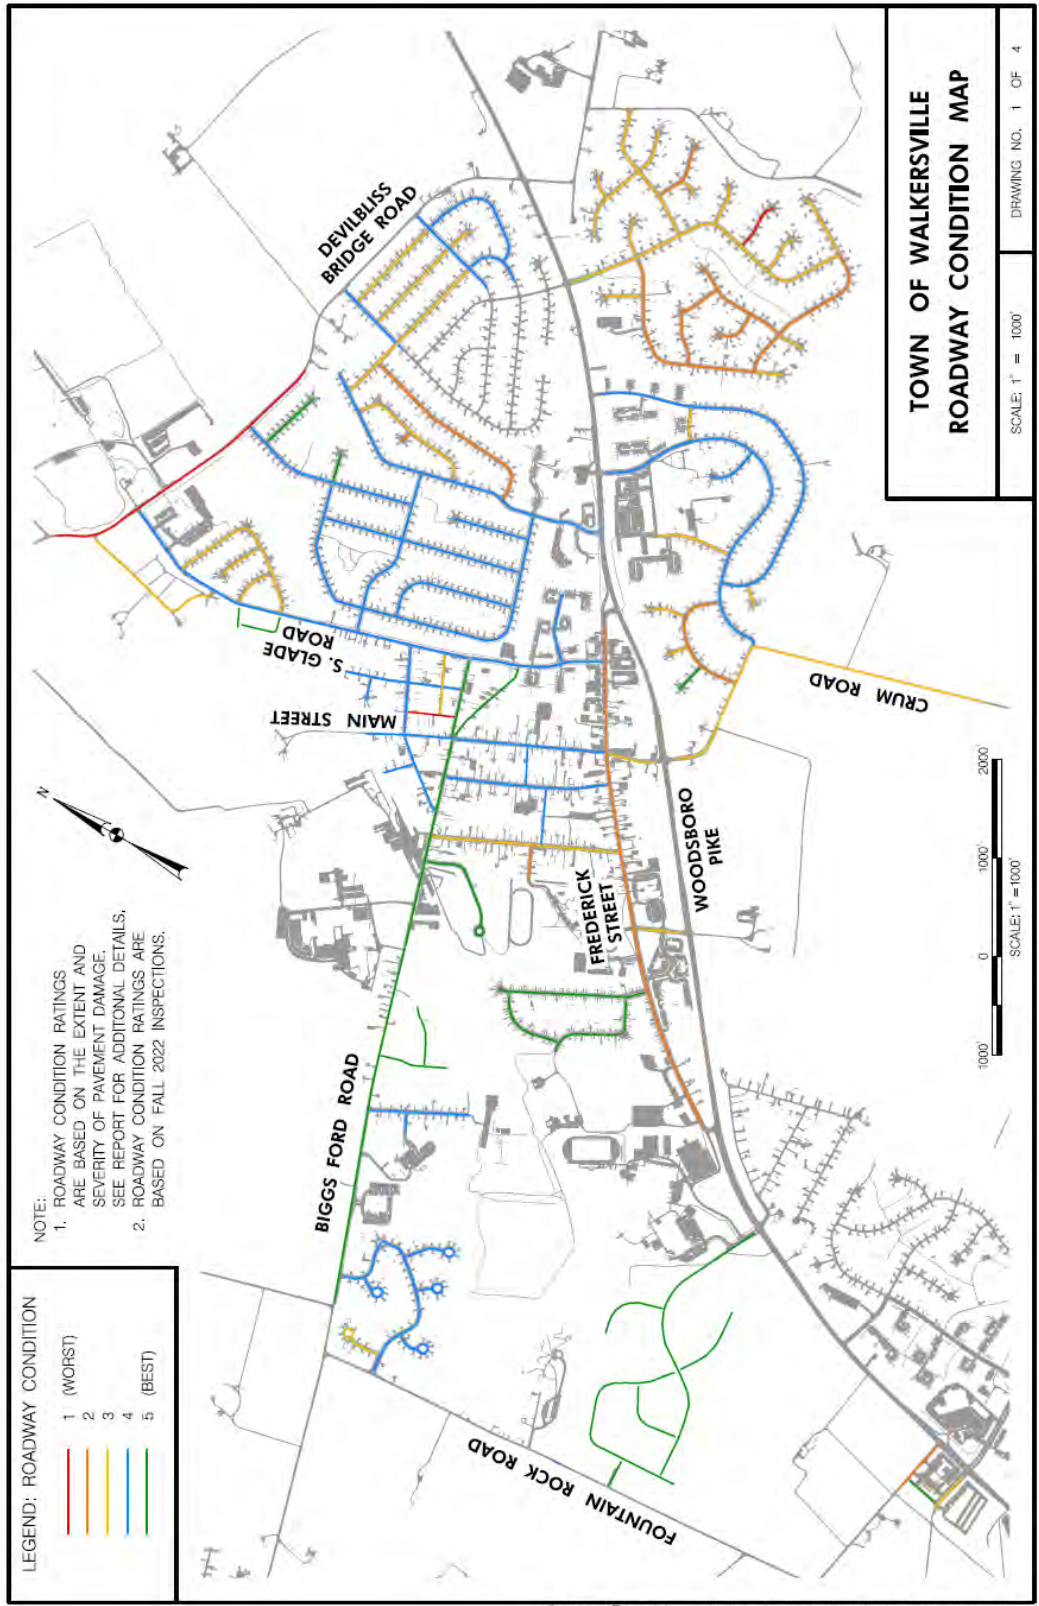 TOWN OF WALKERSVILLE
ROADWAY CONDITION MAP
SCALE: 1" = 1000'
DRAWING NO. 1 OF 4
LEGEND: ROADWAY CONDITION
1 (WORST)
2
3
4
5 (BEST)
NOTE:
1. ROADWAY CONDITION RATINGS
ARE BASED ON THE EXTENT AND
SEVERITY OF PAVEMENT DAMAGE.
SEE REPORT FOR ADDITONAL DETAILS.
2. ROADWAY CONDITION RATINGS ARE
BASED ON FALL 2022 INSPECTIONS.
N
DEVILBLISS
BRIDGE ROAD
S. GLADE
ROAD
MAIN STREET
BIGGS FORD ROAD
FREDERICK
STREET
WOODSBORO
PIKE
CRUM ROAD
FOUNTAIN ROCK ROAD
1000' 0 1000' 2000'
SCALE: 1" =1000'